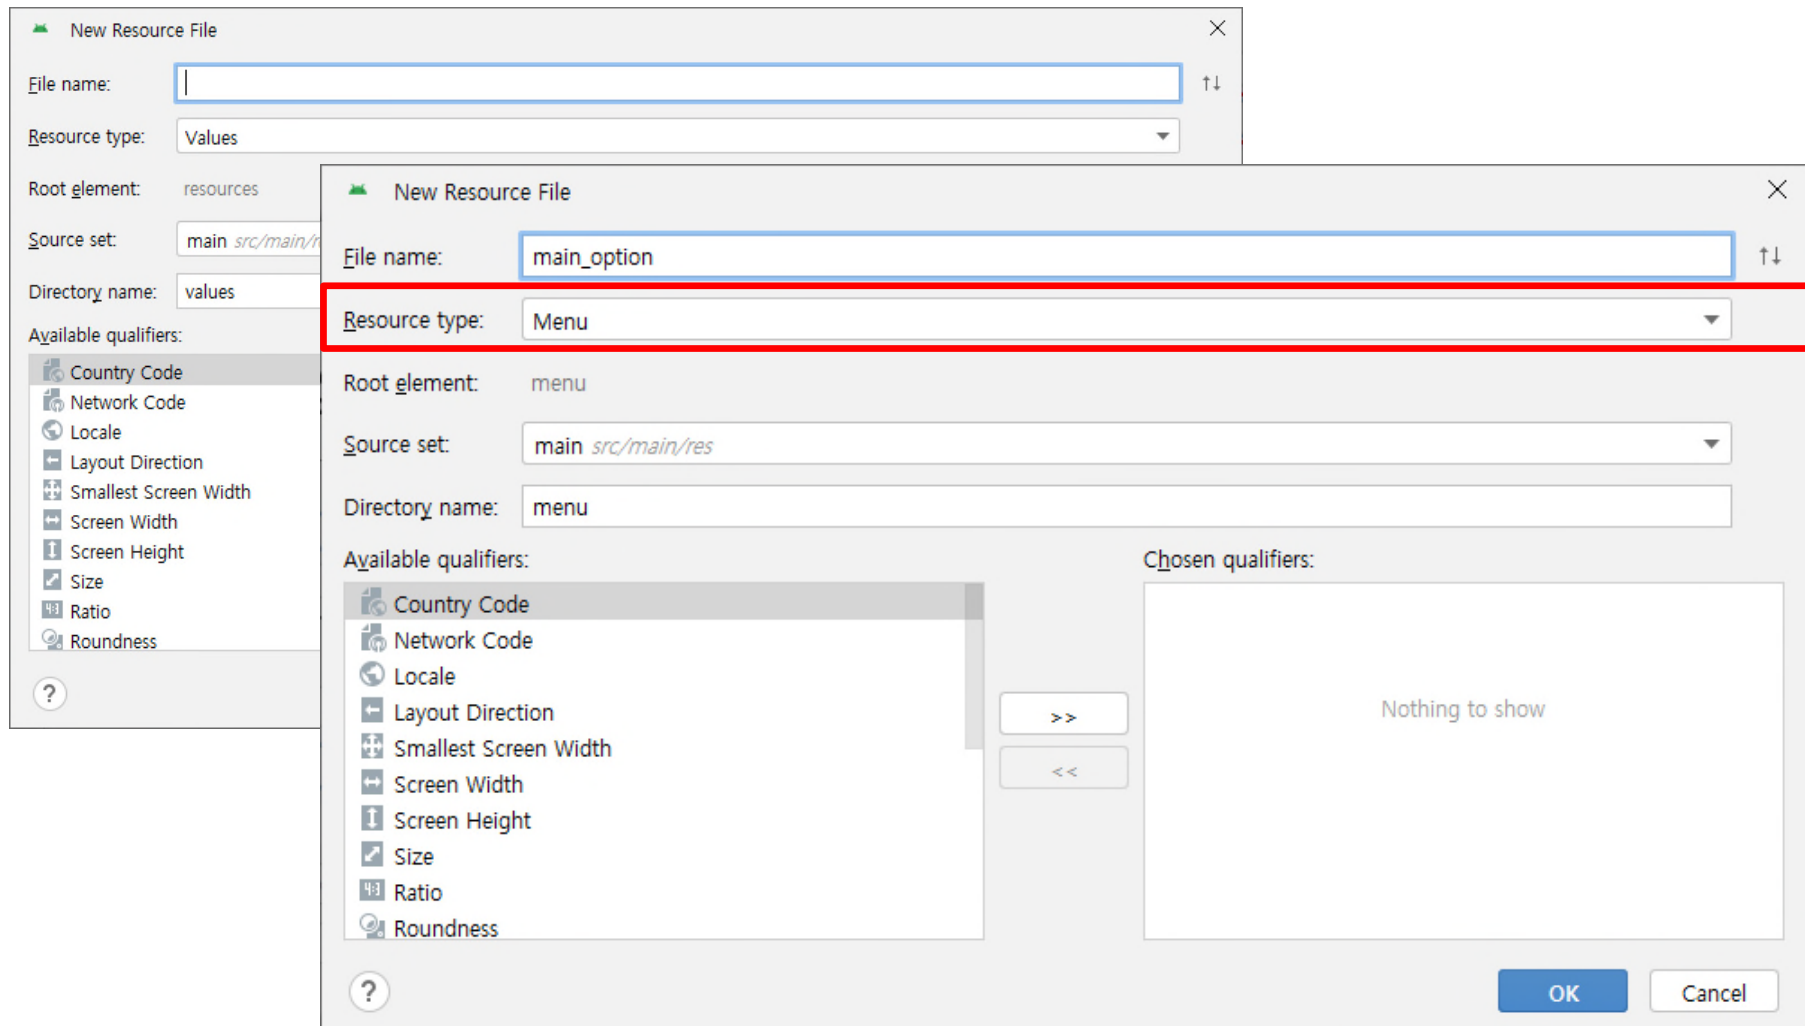 New Resource File
File name:
Resource type: Values
Root element: resources
Source set: main src/main/r
Directory name: values
Available qualifiers:
Country Code
Network Code
Locale
Layout Direction
Smallest Screen Width
Screen Width
Screen Height
Size
Ratio
Roundness
?
New Resource File
File name: main_option
Resource type: Menu
Root element: menu
Source set: main src/main/res
Directory name: menu
Available qualifiers:
Country Code
Network Code
Locale
Layout Direction
Smallest Screen Width
Screen Width
Screen Height
Size
Ratio
Roundness
>>
<<
Chosen qualifiers:
Nothing to show
?
OK
Cancel